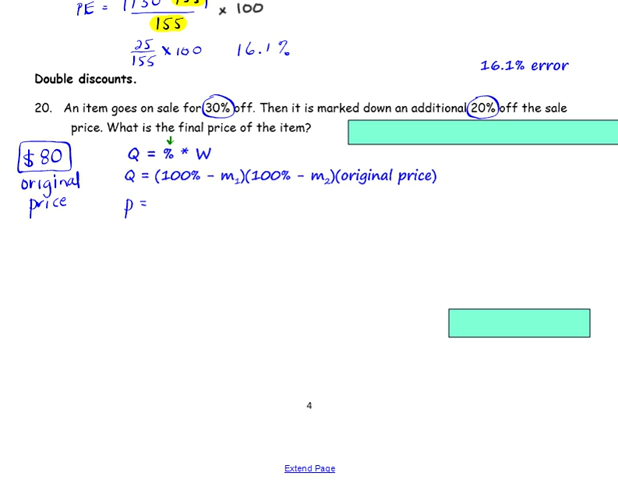 PE = × 100
155
25/155 × 100 16.1%
16.1% error
Double discounts.
20. An item goes on sale for 30% off. Then it is marked down an additional 20% off the sale
price. What is the final price of the item?
$80
original
price
Q = % * W
Q = (100% - m₁)(100% - m₂)(original price)
p =
4
Extend Page